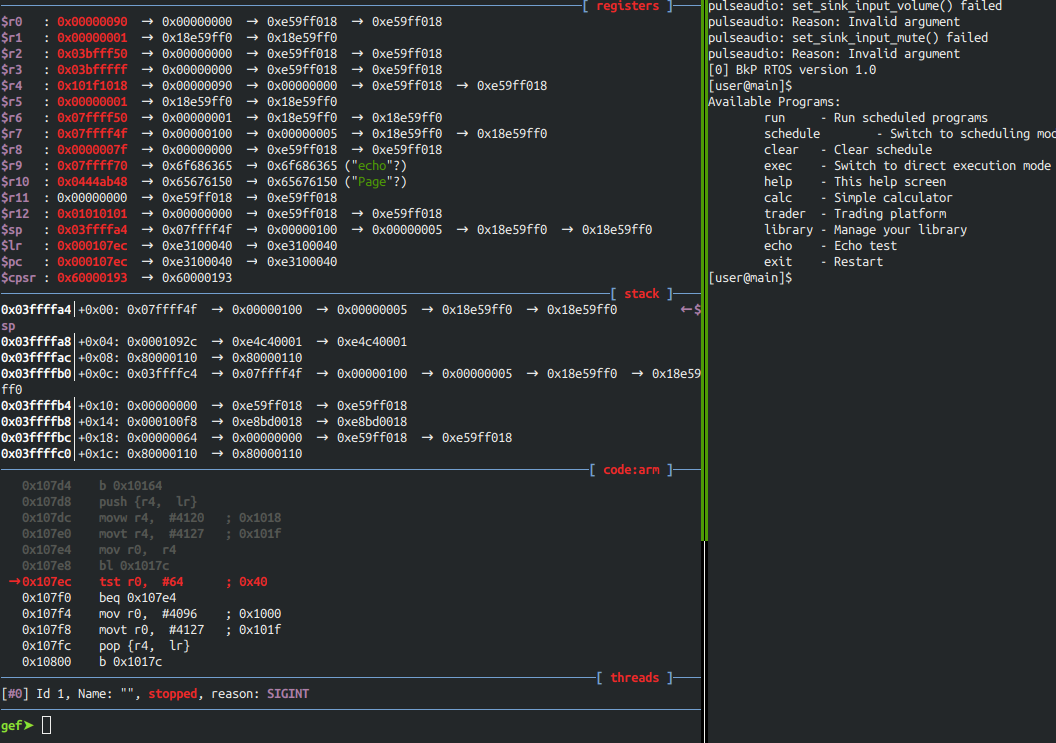 [ registers ]
$r0   : 0x00000090  → 0x00000000  → 0xe59ff018  → 0xe59ff018
$r1   : 0x00000001  → 0x18e59ff0  → 0x18e59ff0
$r2   : 0x03bfff50  → 0x00000000  → 0xe59ff018  → 0xe59ff018
$r3   : 0x03bfffff  → 0x00000000  → 0xe59ff018  → 0xe59ff018
$r4   : 0x101f1018  → 0x00000090  → 0x00000000  → 0xe59ff018  → 0xe59ff018
$r5   : 0x00000001  → 0x18e59ff0  → 0x18e59ff0
$r6   : 0x07ffff50  → 0x00000001  → 0x18e59ff0  → 0x18e59ff0
$r7   : 0x07ffff4f  → 0x00000100  → 0x00000005  → 0x18e59ff0  → 0x18e59ff0
$r8   : 0x0000007f  → 0x00000000  → 0xe59ff018  → 0xe59ff018
$r9   : 0x07ffff70  → 0x6f686365  → 0x6f686365 ("echo"?)
$r10  : 0x0444ab48  → 0x65676150  → 0x65676150 ("Page"?)
$r11  : 0x00000000  → 0xe59ff018  → 0xe59ff018
$r12  : 0x01010101  → 0x00000000  → 0xe59ff018  → 0xe59ff018
$sp   : 0x03ffffa4  → 0x07ffff4f  → 0x00000100  → 0x00000005  → 0x18e59ff0  → 0x18e59ff0
$lr   : 0x000107ec  → 0xe3100040  → 0xe3100040
$pc   : 0x000107ec  → 0xe3100040  → 0xe3100040
$cpsr : 0x60000193  → 0x60000193
[ stack ]
0x03ffffa4|+0x00: 0x07ffff4f  → 0x00000100  → 0x00000005  → 0x18e59ff0  → 0x18e59ff0  ←$
sp
0x03ffffa8|+0x04: 0x0001092c  → 0xe4c40001  → 0xe4c40001
0x03ffffac|+0x08: 0x80000110  → 0x80000110
0x03ffffb0|+0x0c: 0x03ffffc4  → 0x07ffff4f  → 0x00000100  → 0x00000005  → 0x18e59ff0  → 0x18e59
ff0
0x03ffffb4|+0x10: 0x00000000  → 0xe59ff018  → 0xe59ff018
0x03ffffb8|+0x14: 0x000100f8  → 0xe8bd0018  → 0xe8bd0018
0x03ffffbc|+0x18: 0x00000064  → 0x00000000  → 0xe59ff018  → 0xe59ff018
0x03ffffc0|+0x1c: 0x80000110  → 0x80000110
[ code:arm ]
0x107d4    b 0x10164
0x107d8    push {r4,  lr}
0x107dc    movw r4,  #4120   ; 0x1018
0x107e0    movt r4,  #4127   ; 0x101f
0x107e4    mov r0,  r4
0x107e8    bl 0x1017c
→0x107ec    tst r0,  #64      ; 0x40
0x107f0    beq 0x107e4
0x107f4    mov r0,  #4096    ; 0x1000
0x107f8    movt r0,  #4127   ; 0x101f
0x107fc    pop {r4,  lr}
0x10800    b 0x1017c
[ threads ]
[#0] Id 1, Name: "", stopped, reason: SIGINT
gef➤
pulseaudio: set_sink_input_volume() failed
pulseaudio: Reason: Invalid argument
pulseaudio: set_sink_input_mute() failed
pulseaudio: Reason: Invalid argument
[0] BkP RTOS version 1.0
[user@main]$
Available Programs:
run     - Run scheduled programs
schedule        - Switch to scheduling mod
clear   - Clear schedule
exec    - Switch to direct execution mode
help    - This help screen
calc    - Simple calculator
trader  - Trading platform
library - Manage your library
echo    - Echo test
exit    - Restart
[user@main]$